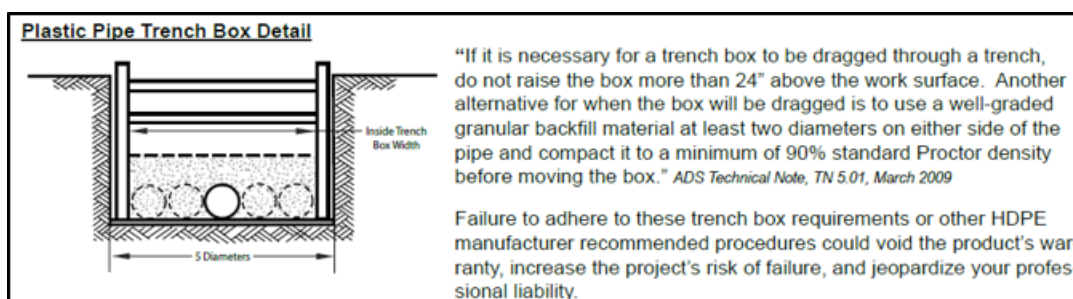 Plastic Pipe Trench Box Detail
Inside Trench
Box Width
5 Diameters
“If it is necessary for a trench box to be dragged through a trench,
do not raise the box more than 24” above the work surface.  Another
alternative for when the box will be dragged is to use a well-graded
granular backfill material at least two diameters on either side of the
pipe and compact it to a minimum of 90% standard Proctor density
before moving the box.” ADS Technical Note, TN 5.01, March 2009
Failure to adhere to these trench box requirements or other HDPE
manufacturer recommended procedures could void the product’s war-
ranty, increase the project’s risk of failure, and jeopardize your profes-
sional liability.